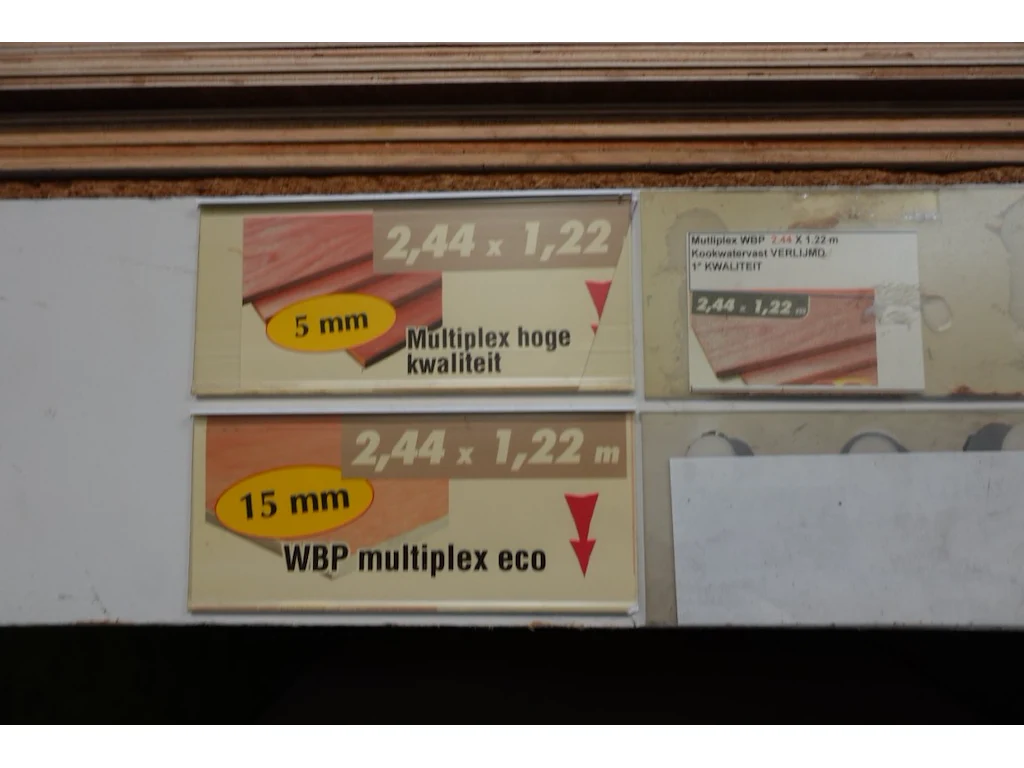 2,44 x 1,22
5 mm
Multiplex hoge
kwaliteit
Mutliplex WBP 2.44 X 1.22 m
Kookwatervast VERLIJMD
1° KWALITEIT
2,44 x 1,22 m
2,44 x 1,22 m
15 mm
WBP multiplex eco